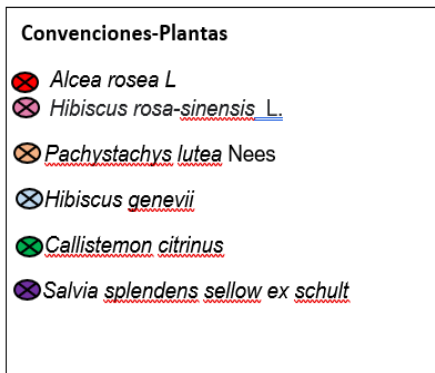 Convenciones-Plantas
Alcea rosea L
Hibiscus rosa-sinensis L.
Pachystachys lutea Nees
Hibiscus genevii
Callistemon citrinus
Salvia splendens sellow ex schult